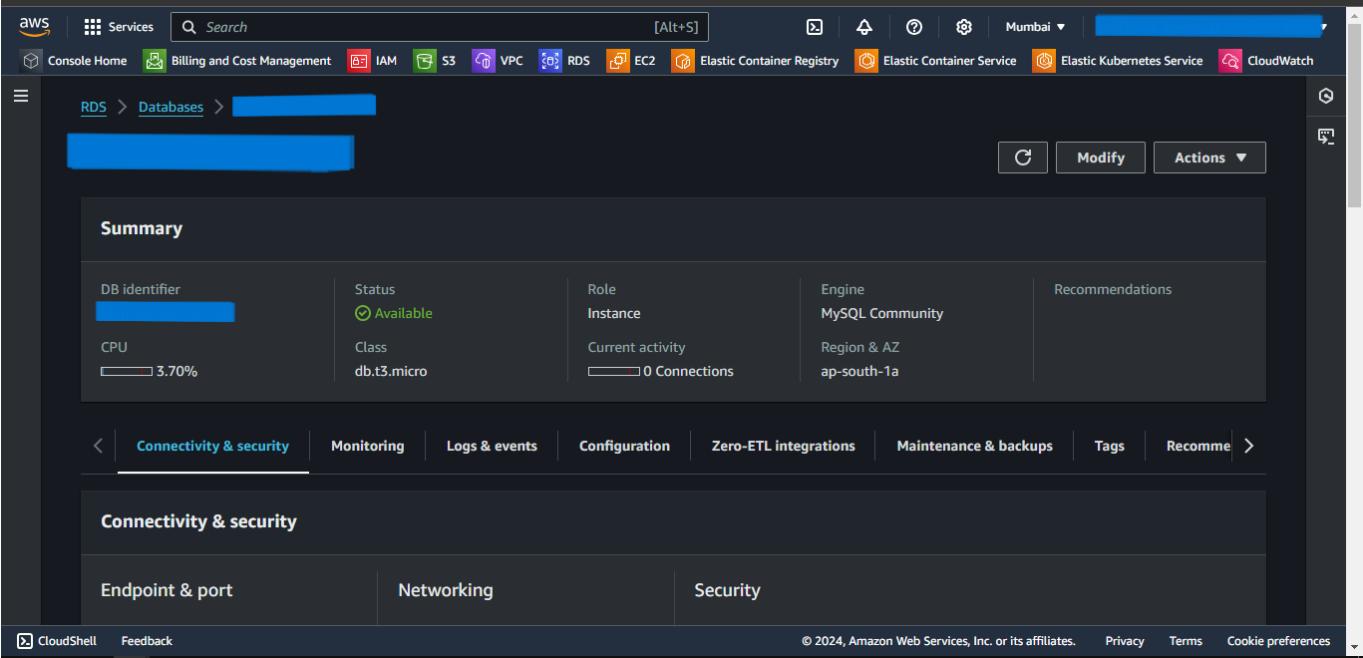 aws Services Search [Alt+S] Mumbai
Console Home Billing and Cost Management IAM S3 VPC RDS EC2 Elastic Container Registry Elastic Container Service Elastic Kubernetes Service CloudWatch
RDS Databases
Modify Actions
Summary
DB identifier Status Role Engine Recommendations
Available Instance MySQL Community
CPU Class Current activity Region & AZ
3.70% db.t3.micro 0 Connections ap-south-1a
Connectivity & security Monitoring Logs & events Configuration Zero-ETL integrations Maintenance & backups Tags Recomme
Connectivity & security
Endpoint & port Networking Security
CloudShell Feedback © 2024, Amazon Web Services, Inc. or its affiliates. Privacy Terms Cookie preferences